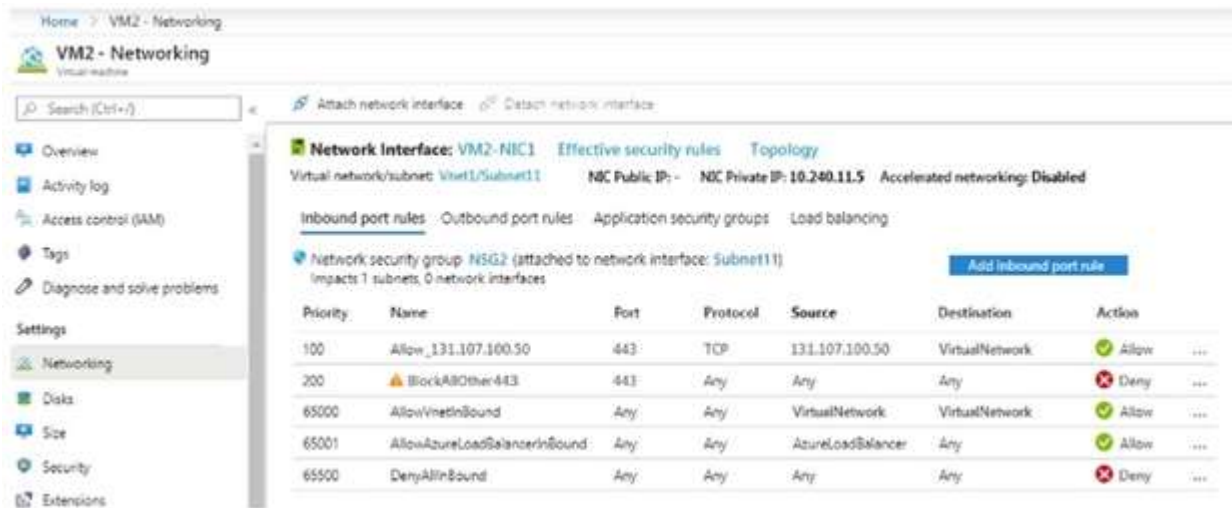 Home > VM2 - Networking
VM2 - Networking
Virtual machine
Search (Ctrl+/)
«
Attach network interface Detach network interface
Overview
Activity log
Access control (IAM)
Tags
Diagnose and solve problems
Settings
Networking
Disks
Size
Security
Extensions
Network Interface: VM2-NIC1 Effective security rules Topology
Virtual network/subnet: Vnet1/Subnet11 NIC Public IP: - NIC Private IP: 10.240.11.5 Accelerated networking: Disabled
Inbound port rules Outbound port rules Application security groups Load balancing
Network security group NSG2 (attached to network interface: Subnet11)
Impacts 1 subnets, 0 network interfaces
Add inbound port rule
Priority Name Port Protocol Source Destination Action
100 Allow_131.107.100.50 443 TCP 131.107.100.50 VirtualNetwork Allow ...
200 BlockAllOther443 443 Any Any Any Deny ...
65000 AllowVnetInBound Any Any VirtualNetwork VirtualNetwork Allow ...
65001 AllowAzureLoadBalancerInBound Any Any AzureLoadBalancer Any Allow ...
65500 DenyAllInBound Any Any Any Any Deny ...